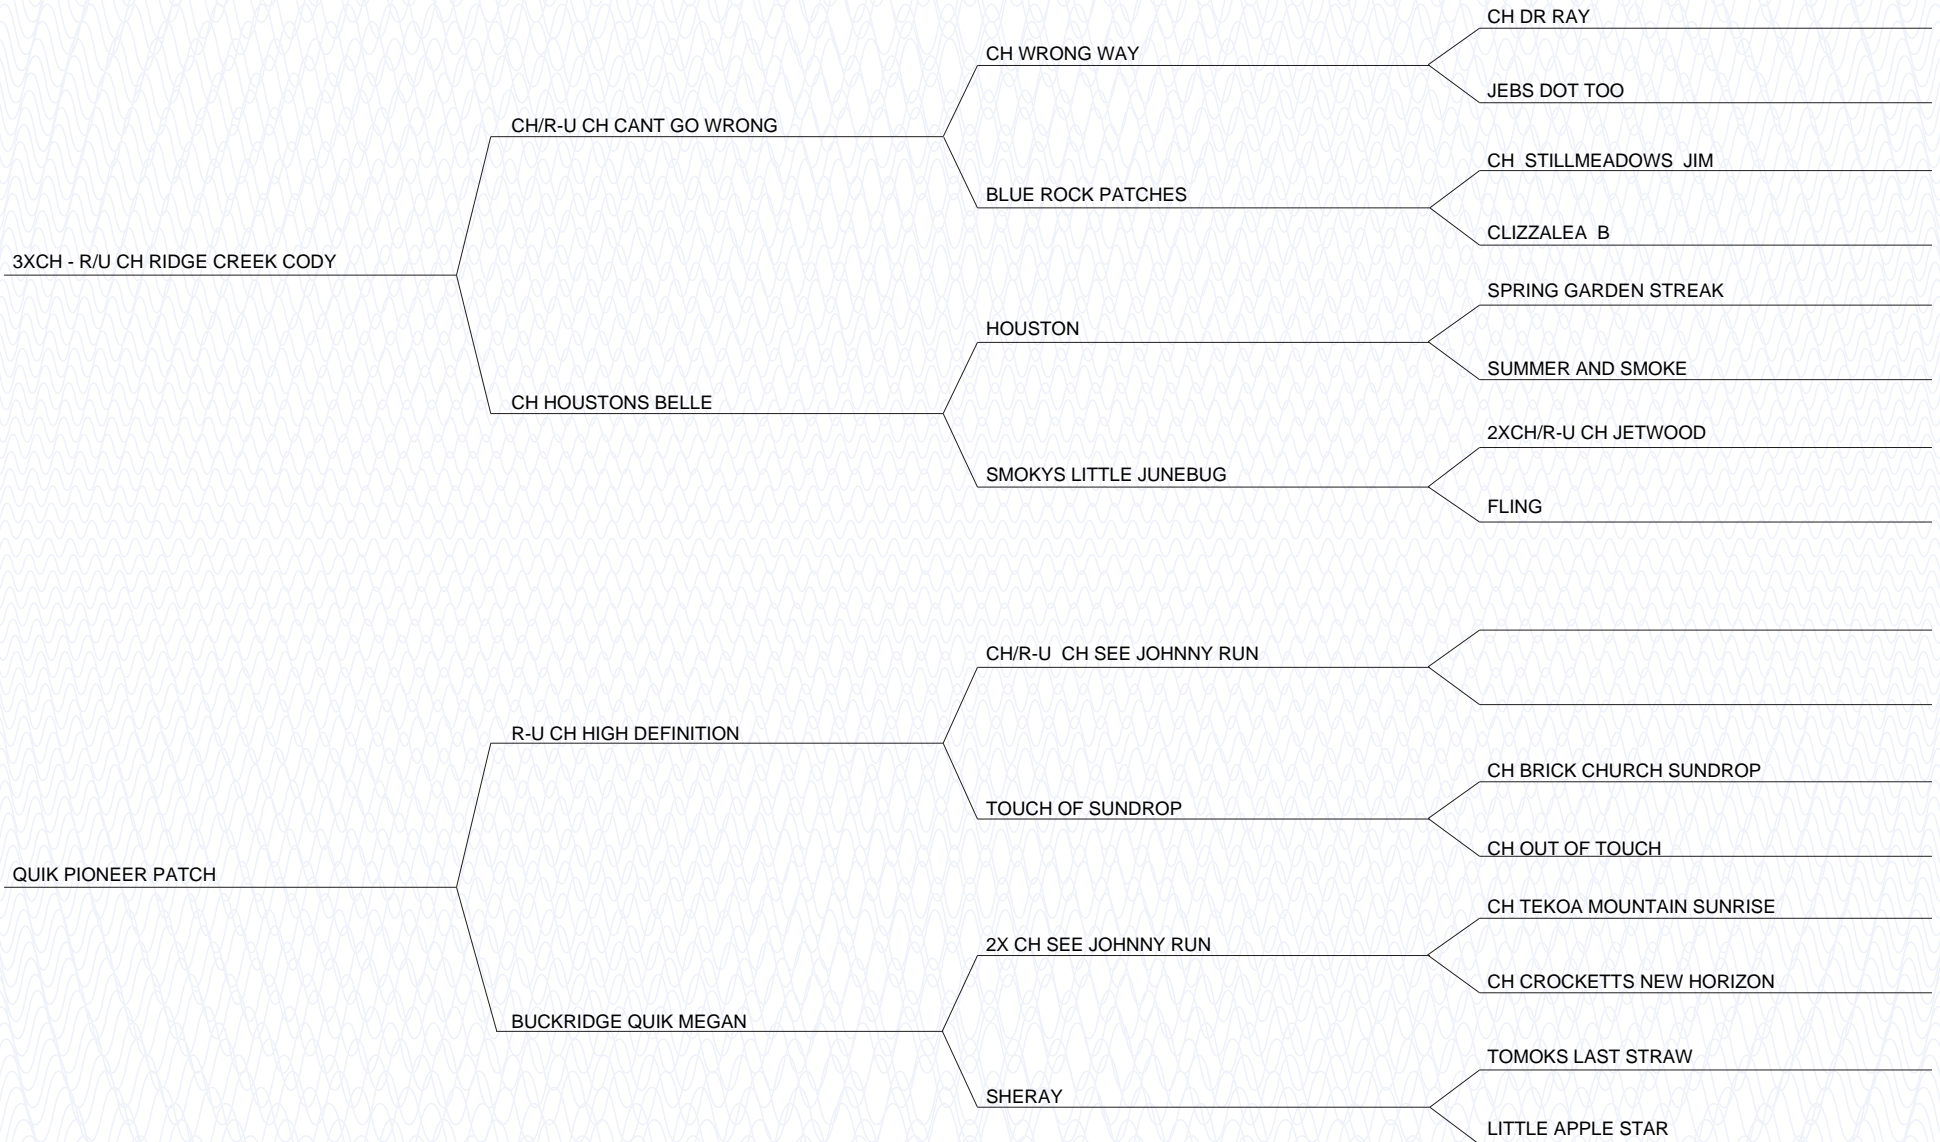 CH DR RAY
CH WRONG WAY
JEBS DOT TOO
CH/R-U CH CANT GO WRONG
CH  STILLMEADOWS  JIM
BLUE ROCK PATCHES
CLIZZALEA  B
3XCH - R/U CH RIDGE CREEK CODY
SPRING GARDEN STREAK
HOUSTON
SUMMER AND SMOKE
CH HOUSTONS BELLE
2XCH/R-U CH JETWOOD
SMOKYS LITTLE JUNEBUG
FLING
CH/R-U  CH SEE JOHNNY RUN
R-U CH HIGH DEFINITION
CH BRICK CHURCH SUNDROP
TOUCH OF SUNDROP
CH OUT OF TOUCH
QUIK PIONEER PATCH
CH TEKOA MOUNTAIN SUNRISE
2X CH SEE JOHNNY RUN
CH CROCKETTS NEW HORIZON
BUCKRIDGE QUIK MEGAN
TOMOKS LAST STRAW
SHERAY
LITTLE APPLE STAR